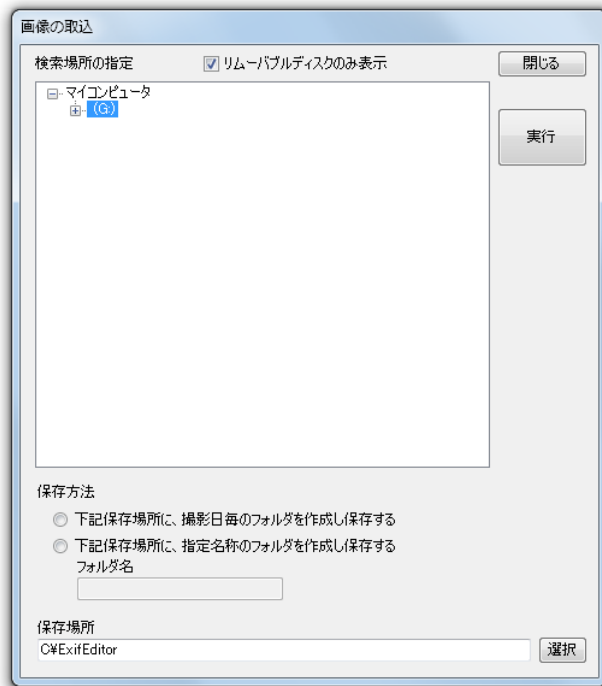 画像の取込
検索場所の指定
リムーバブルディスクのみ表示
閉じる
マイコンピュータ
(G:)
実行
保存方法
下記保存場所に、撮影日毎のフォルダを作成し保存する
下記保存場所に、指定名称のフォルダを作成し保存する
フォルダ名
保存場所
C:¥ExifEditor
選択